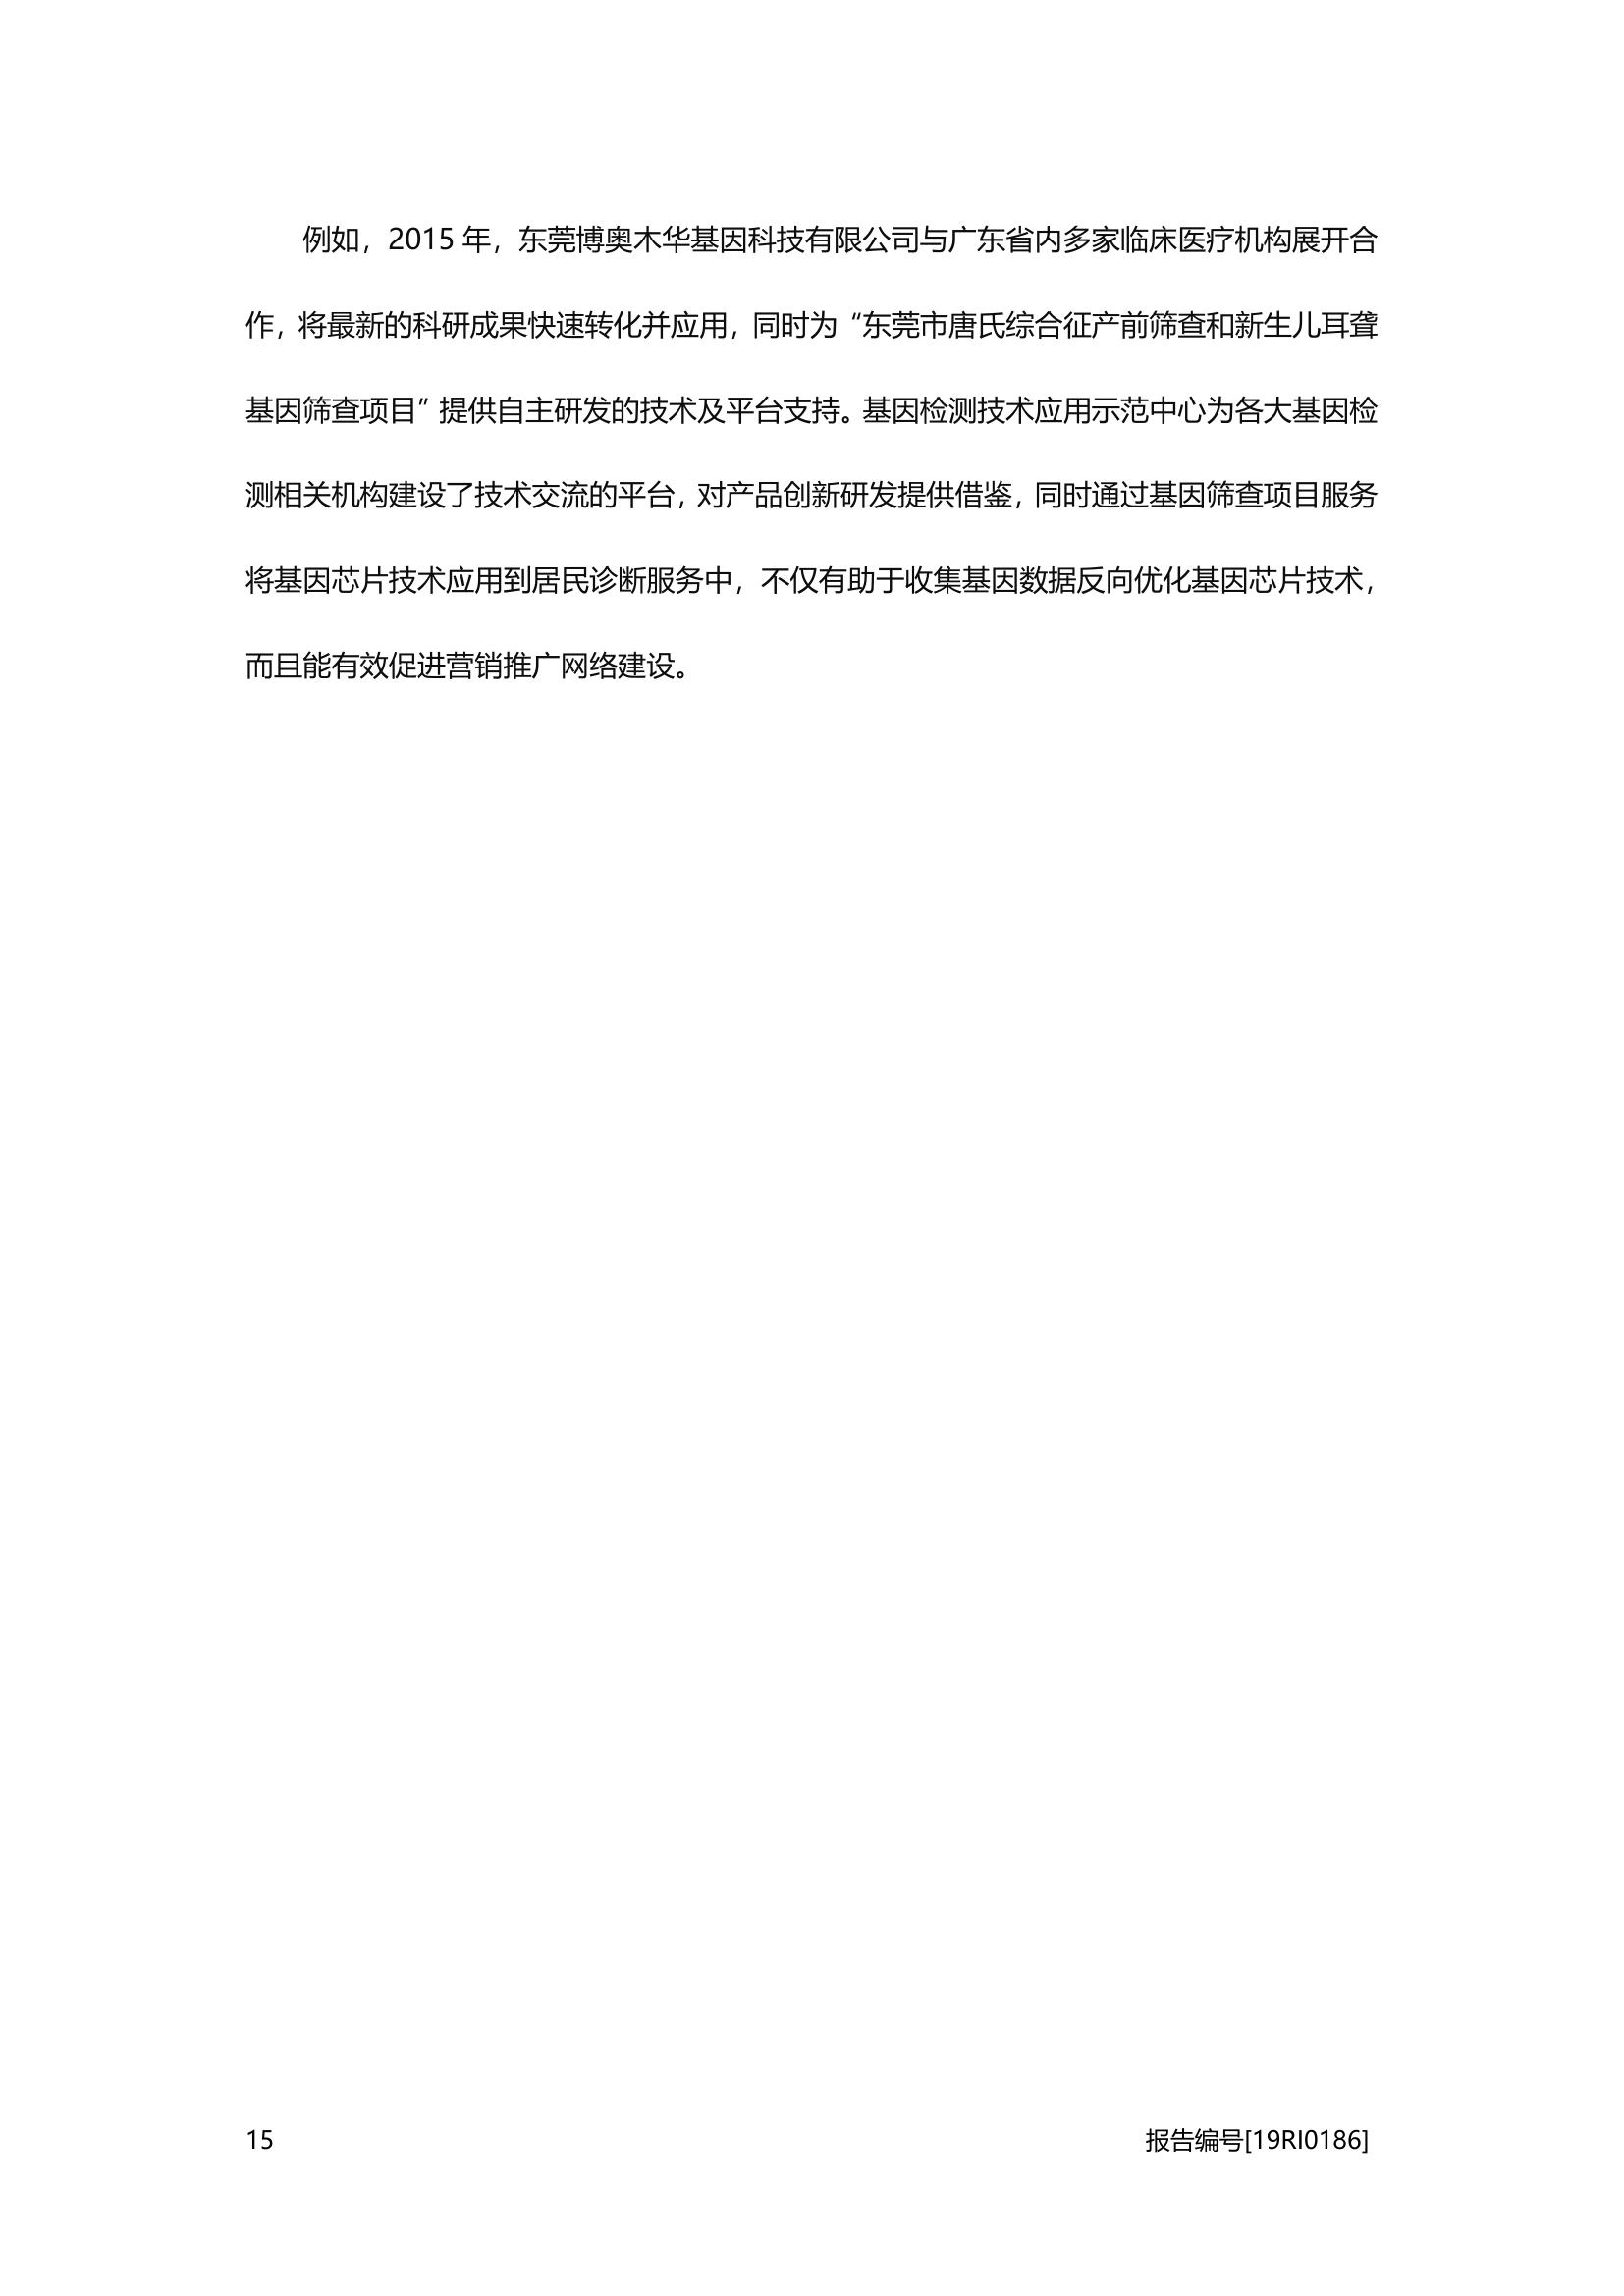 例如，2015 年，东莞博奥木华基因科技有限公司与广东省内多家临床医疗机构展开合
作，将最新的科研成果快速转化并应用，同时为“东莞市唐氏综合征产前筛查和新生儿耳聋
基因筛查项目”提供自主研发的技术及平台支持。基因检测技术应用示范中心为各大基因检
测相关机构建设了技术交流的平台，对产品创新研发提供借鉴，同时通过基因筛查项目服务
将基因芯片技术应用到居民诊断服务中，不仅有助于收集基因数据反向优化基因芯片技术，
而且能有效促进营销推广网络建设。
15 报告编号[19RI0186]